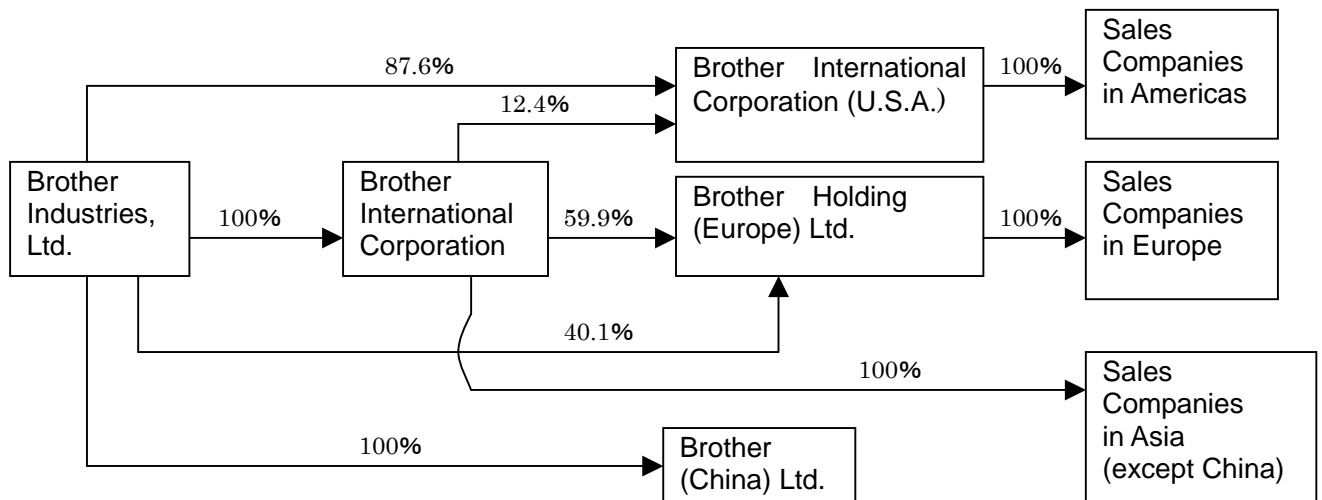 87.6%
12.4%
Brother International
Corporation (U.S.A.)
100%
Sales
Companies
in Americas
Brother
Industries,
Ltd.
100%
Brother
International
Corporation
59.9%
Brother Holding
(Europe) Ltd.
100%
Sales
Companies
in Europe
40.1%
100%
Sales
Companies
in Asia
(except China)
100%
Brother
(China) Ltd.